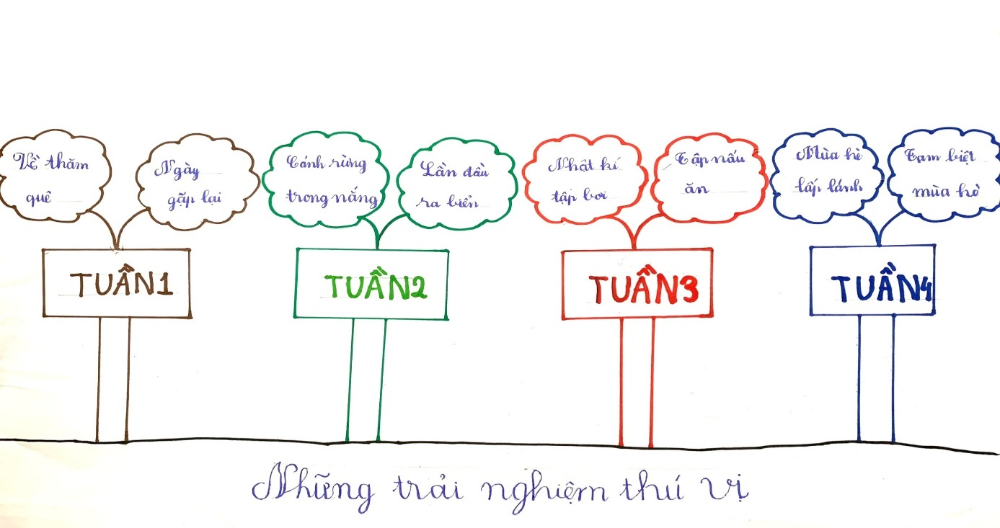 Về thăm
quê
Ngày
gặp lại
Cánh rừng
trong nắng
Lần đầu
ra biển
Nhật kí
tập bơi
Tập nấu
ăn
Mùa hè
lấp lánh
Tạm biệt
mùa hè
TUẦN1
TUẦN2
TUẦN3
TUẦN4
Những trải nghiệm thú vị